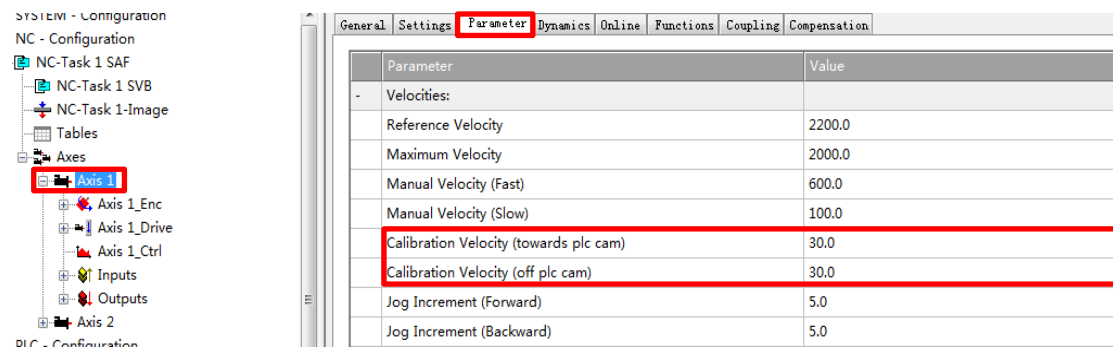 SYSTEM - Configuration
NC - Configuration
NC-Task 1 SAF
NC-Task 1 SVB
NC-Task 1-Image
Tables
Axes
Axis 1
Axis 1_Enc
Axis 1_Drive
Axis 1_Ctrl
Inputs
Outputs
Axis 2
PLC - Configuration
General Settings Parameter Dynamics Online Functions Coupling Compensation
Parameter Value
- Velocities:
Reference Velocity 2200.0
Maximum Velocity 2000.0
Manual Velocity (Fast) 600.0
Manual Velocity (Slow) 100.0
Calibration Velocity (towards plc cam) 30.0
Calibration Velocity (off plc cam) 30.0
Jog Increment (Forward) 5.0
Jog Increment (Backward) 5.0